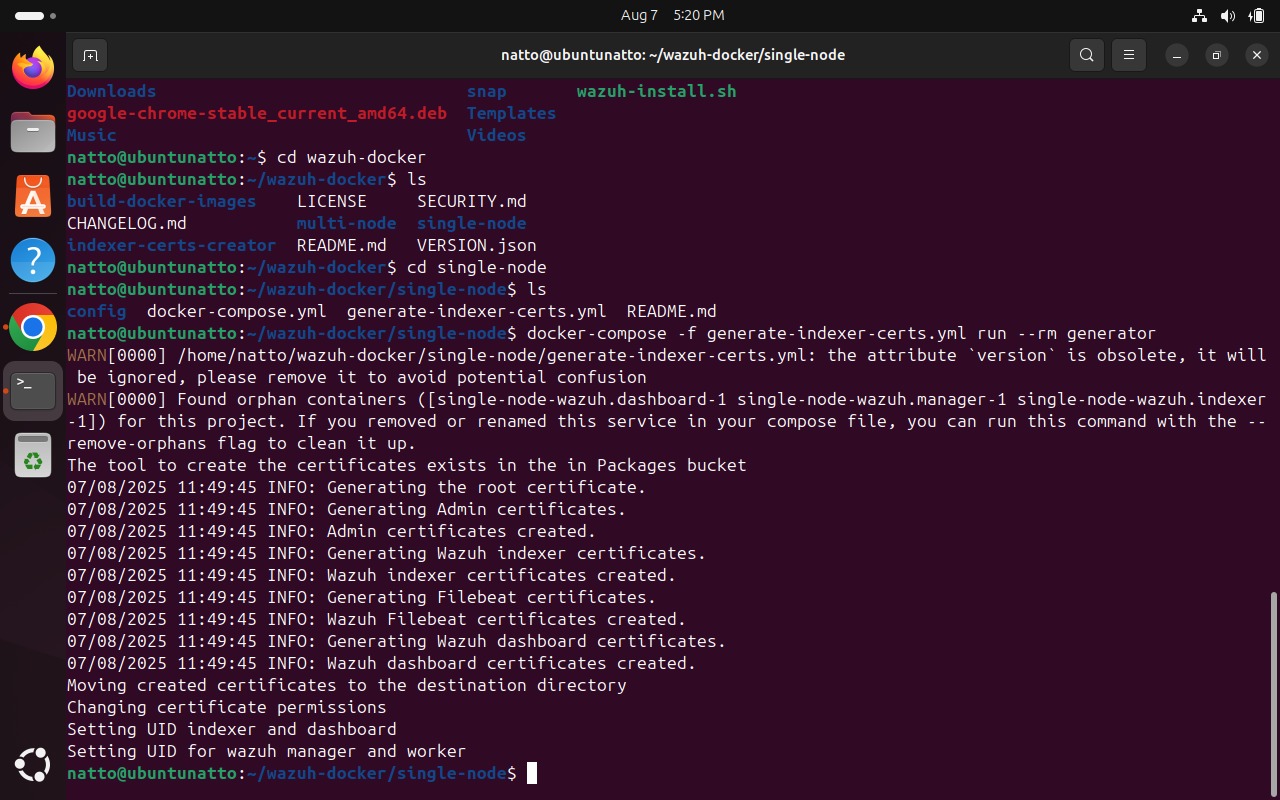 Aug 7 5:20 PM
natto@ubuntunatto: ~/wazuh-docker/single-node
Downloads snap wazuh-install.sh
google-chrome-stable_current_amd64.deb Templates
Music Videos
natto@ubuntunatto:~$ cd wazuh-docker
natto@ubuntunatto:~/wazuh-docker$ ls
build-docker-images LICENSE SECURITY.md
CHANGELOG.md multi-node single-node
indexer-certs-creator README.md VERSION.json
natto@ubuntunatto:~/wazuh-docker$ cd single-node
natto@ubuntunatto:~/wazuh-docker/single-node$ ls
config docker-compose.yml generate-indexer-certs.yml README.md
natto@ubuntunatto:~/wazuh-docker/single-node$ docker-compose -f generate-indexer-certs.yml run --rm generator
WARN[0000] /home/natto/wazuh-docker/single-node/generate-indexer-certs.yml: the attribute `version` is obsolete, it will
be ignored, please remove it to avoid potential confusion
WARN[0000] Found orphan containers ([single-node-wazuh.dashboard-1 single-node-wazuh.manager-1 single-node-wazuh.indexer
-1]) for this project. If you removed or renamed this service in your compose file, you can run this command with the --
remove-orphans flag to clean it up.
The tool to create the certificates exists in the in Packages bucket
07/08/2025 11:49:45 INFO: Generating the root certificate.
07/08/2025 11:49:45 INFO: Generating Admin certificates.
07/08/2025 11:49:45 INFO: Admin certificates created.
07/08/2025 11:49:45 INFO: Generating Wazuh indexer certificates.
07/08/2025 11:49:45 INFO: Wazuh indexer certificates created.
07/08/2025 11:49:45 INFO: Generating Filebeat certificates.
07/08/2025 11:49:45 INFO: Wazuh Filebeat certificates created.
07/08/2025 11:49:45 INFO: Generating Wazuh dashboard certificates.
07/08/2025 11:49:45 INFO: Wazuh dashboard certificates created.
Moving created certificates to the destination directory
Changing certificate permissions
Setting UID indexer and dashboard
Setting UID for wazuh manager and worker
natto@ubuntunatto:~/wazuh-docker/single-node$